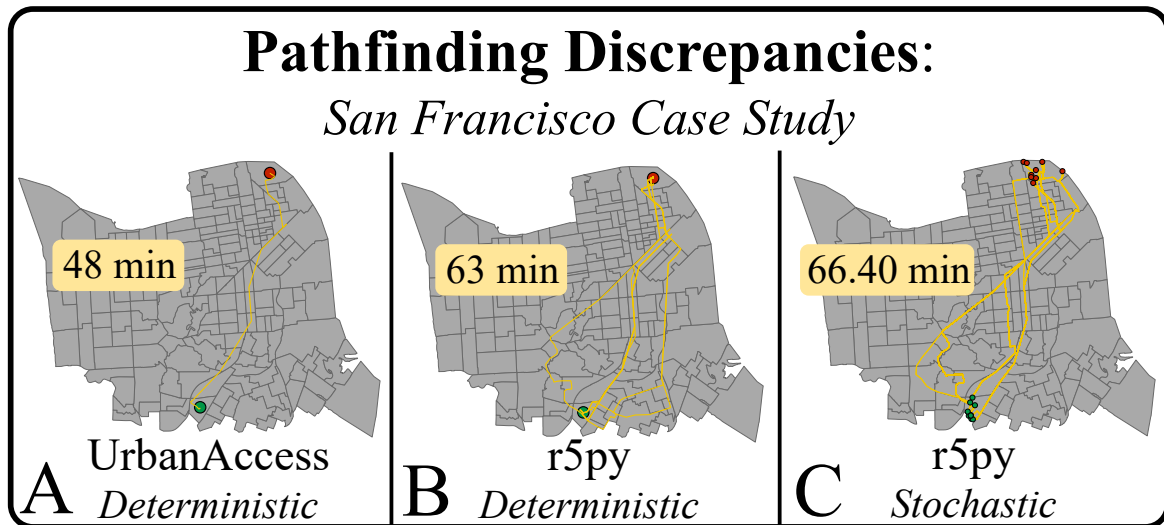 Pathfinding Discrepancies:
San Francisco Case Study
48 min
UrbanAccess
A
Deterministic
63 min
r5py
B
Deterministic
66.40 min
r5py
C
Stochastic